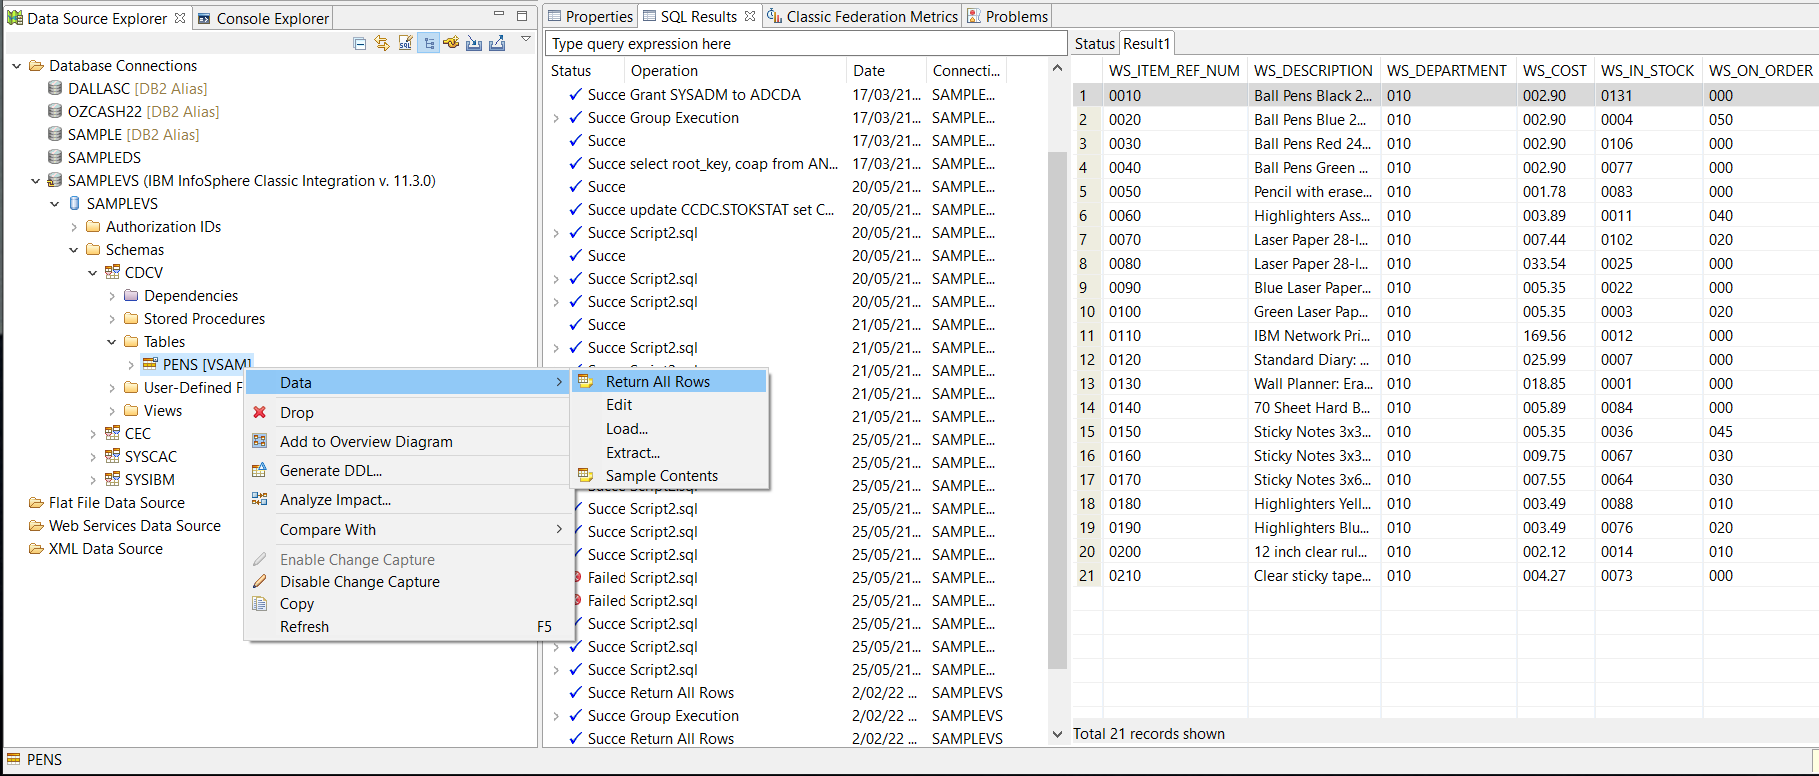 Data Source Explorer
Console Explorer
Database Connections
DALLASC [DB2 Alias]
OZCASH22 [DB2 Alias]
SAMPLE [DB2 Alias]
SAMPLEDS
SAMPLEVS (IBM InfoSphere Classic Integration v. 11.3.0)
SAMPLEVS
Authorization IDs
Schemas
CDCV
Dependencies
Stored Procedures
Tables
PENS [VSAM]
User-Defined F
Views
CEC
SYSCAC
SYSIBM
Flat File Data Source
Web Services Data Source
XML Data Source
Data
Drop
Add to Overview Diagram
Generate DDL...
Analyze Impact...
Compare With
Enable Change Capture
Disable Change Capture
Copy
Refresh F5
Return All Rows
Edit
Load...
Extract...
Sample Contents
Properties SQL Results Classic Federation Metrics Problems
Type query expression here
Status Operation Date Connecti...
Succe Grant SYSADM to ADCDA 17/03/21... SAMPLE...
Succe Group Execution 17/03/21... SAMPLE...
Succe 17/03/21... SAMPLE...
Succe select root_key, coap from AN... 17/03/21... SAMPLE...
Succe 20/05/21... SAMPLE...
Succe update CCDC.STOKSTAT set C... 20/05/21... SAMPLE...
Succe Script2.sql 20/05/21... SAMPLE...
Succe 20/05/21... SAMPLE...
Succe Script2.sql 20/05/21... SAMPLE...
Succe Script2.sql 20/05/21... SAMPLE...
Succe 21/05/21... SAMPLE...
Succe Script2.sql 21/05/21... SAMPLE...
21/05/21... SAMPLE...
21/05/21... SAMPLE...
21/05/21... SAMPLE...
25/05/21... SAMPLE...
25/05/21... SAMPLE...
Succe Script2.sql 25/05/21... SAMPLE...
Succe Script2.sql 25/05/21... SAMPLE...
Succe Script2.sql 25/05/21... SAMPLE...
Succe Script2.sql 25/05/21... SAMPLE...
Failed Script2.sql 25/05/21... SAMPLE...
Failed Script2.sql 25/05/21... SAMPLE...
Succe Script2.sql 25/05/21... SAMPLE...
Succe Script2.sql 25/05/21... SAMPLE...
Succe Script2.sql 25/05/21... SAMPLE...
Succe Return All Rows 2/02/22 ... SAMPLEVS
Succe Group Execution 2/02/22 ... SAMPLEVS
Succe Return All Rows 2/02/22 ... SAMPLEVS
Status Result1
WS_ITEM_REF_NUM WS_DESCRIPTION WS_DEPARTMENT WS_COST WS_IN_STOCK WS_ON_ORDER
1 0010 Ball Pens Black 2... 010 002.90 0131 000
2 0020 Ball Pens Blue 2... 010 002.90 0004 050
3 0030 Ball Pens Red 24... 010 002.90 0106 000
4 0040 Ball Pens Green ... 010 002.90 0077 000
5 0050 Pencil with erase... 010 001.78 0083 000
6 0060 Highlighters Ass... 010 003.89 0011 040
7 0070 Laser Paper 28-l... 010 007.44 0102 020
8 0080 Laser Paper 28-l... 010 033.54 0025 000
9 0090 Blue Laser Paper... 010 005.35 0022 000
10 0100 Green Laser Pap... 010 005.35 0003 020
11 0110 IBM Network Pri... 010 169.56 0012 000
12 0120 Standard Diary: ... 010 025.99 0007 000
13 0130 Wall Planner: Era... 010 018.85 0001 000
14 0140 70 Sheet Hard B... 010 005.89 0084 000
15 0150 Sticky Notes 3x3... 010 005.35 0036 045
16 0160 Sticky Notes 3x3... 010 009.75 0067 030
17 0170 Sticky Notes 3x6... 010 007.55 0064 030
18 0180 Highlighters Yell... 010 003.49 0088 010
19 0190 Highlighters Blu... 010 003.49 0076 020
20 0200 12 inch clear rul... 010 002.12 0014 010
21 0210 Clear sticky tape... 010 004.27 0073 000
Total 21 records shown
PENS